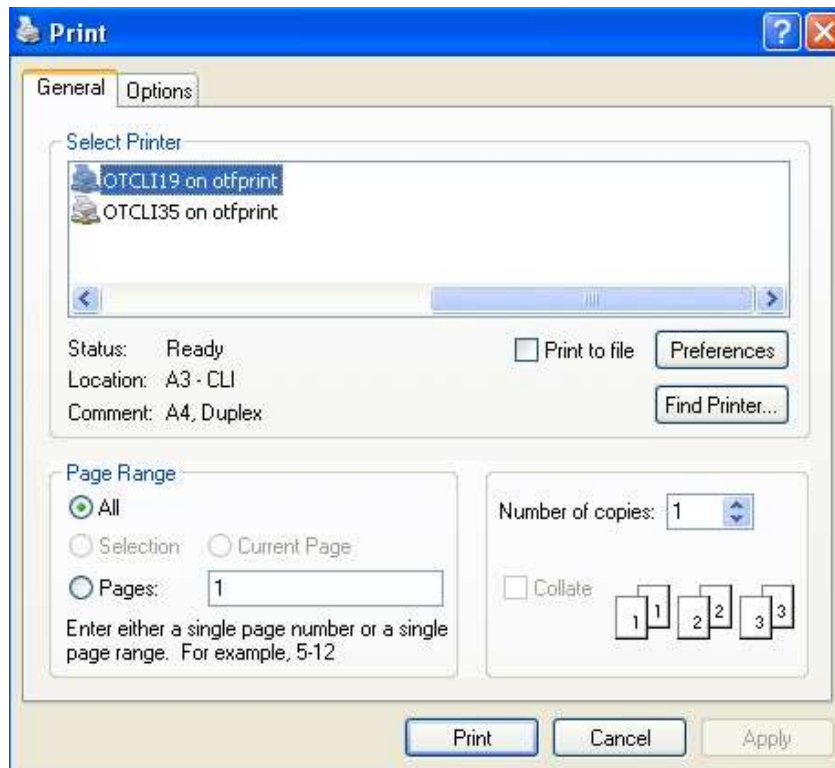 Print
General Options
Select Printer
OTCLI19 on otfprint
OTCLI35 on otfprint
Status: Ready
Location: A3 - CLI
Comment: A4, Duplex
Print to file
Preferences
Find Printer...
Page Range
All
Selection Current Page
Pages: 1
Enter either a single page number or a single
page range. For example, 5-12
Number of copies: 1
Collate
1 1 2 2 3 3
Print Cancel Apply